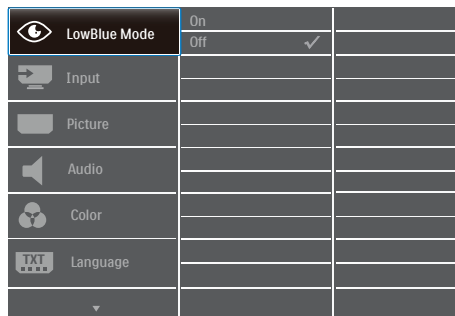 LowBlue Mode
On
Off
Input
Picture
Audio
Color
TXT
Language